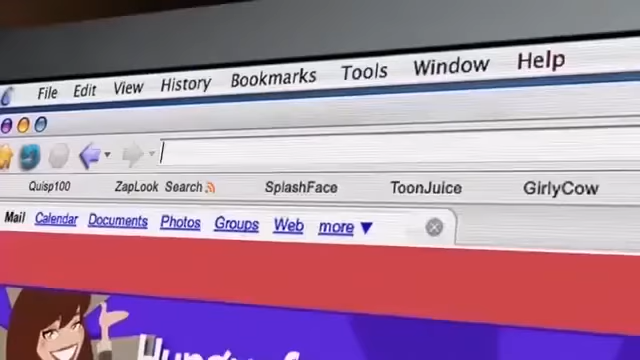 File Edit View History Bookmarks Tools Window Help
Quisp100 ZapLook Search SplashFace ToonJuice GirlyCow
Mail Calendar Documents Photos Groups Web more